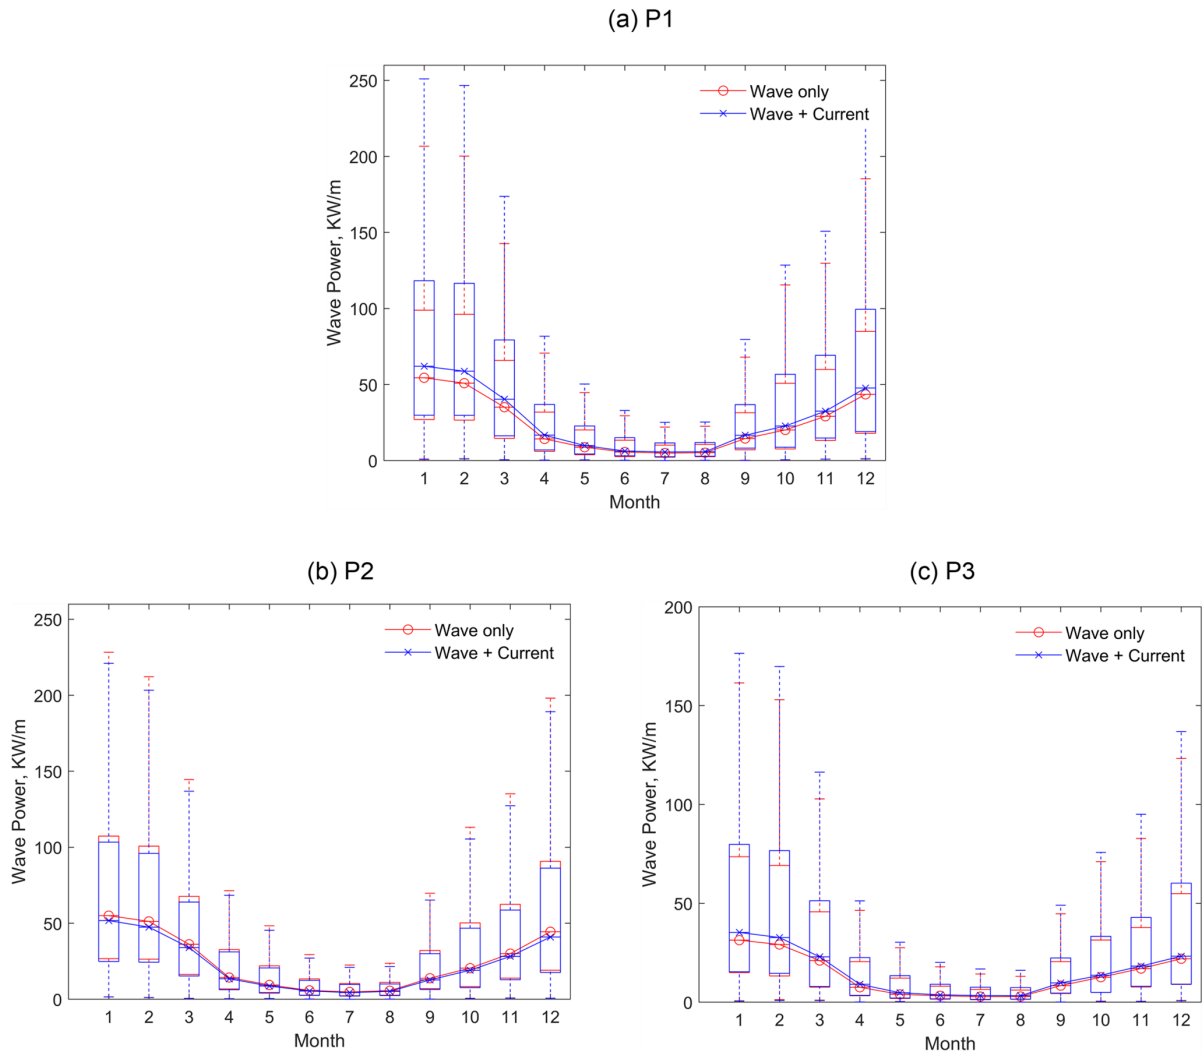 (a) P1
250
200
150
100
50
0
Wave Power, KW/m
Wave only
Wave + Current
1 2 3 4 5 6 7 8 9 10 11 12
Month
(b) P2
250
200
150
100
50
0
Wave Power, KW/m
Wave only
Wave + Current
1 2 3 4 5 6 7 8 9 10 11 12
Month
(c) P3
200
150
100
50
0
Wave Power, KW/m
Wave only
Wave + Current
1 2 3 4 5 6 7 8 9 10 11 12
Month